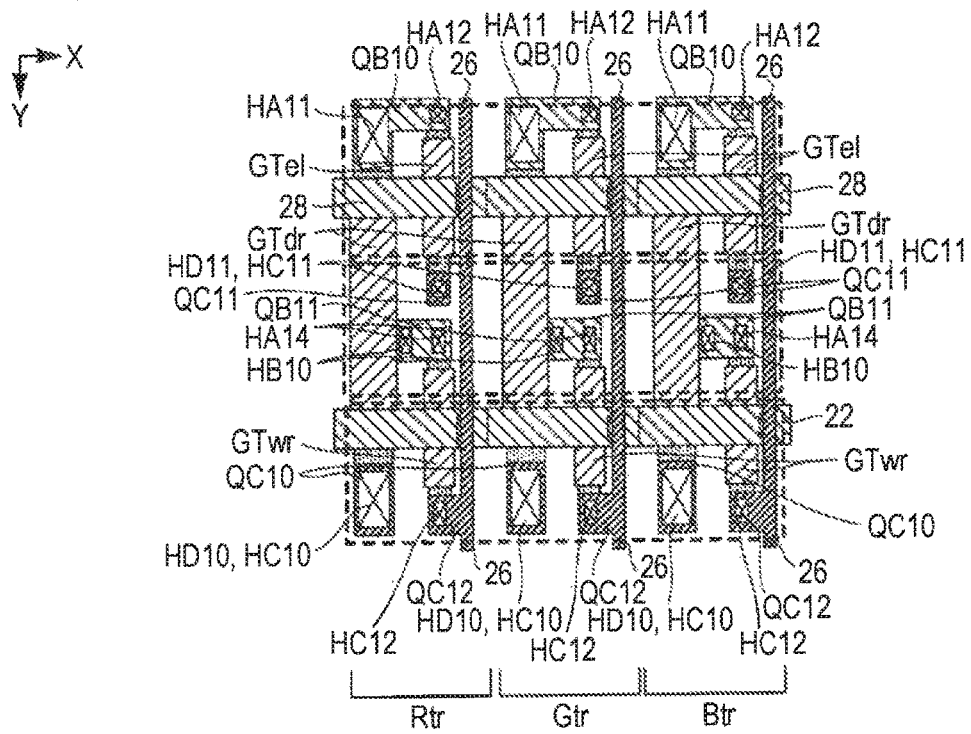 HA12 HA11 HA12 HA11 HA12
X QB10 26 QB10 26 QB10 26
Y
HA11
GTel GTel
28 28
GTdr GTdr
HD11, HC11 HD11, HC11
QC11 QC11
QB11 QB11
HA14 HA14
HB10 HB10
22
GTwr GTwr
QC10 QC10
HD10, HC10 26 26 26
QC12 QC12 QC12
HD10, HC10 HD10, HC10
HC12 HC12 HC12
Rtr Gtr Btr